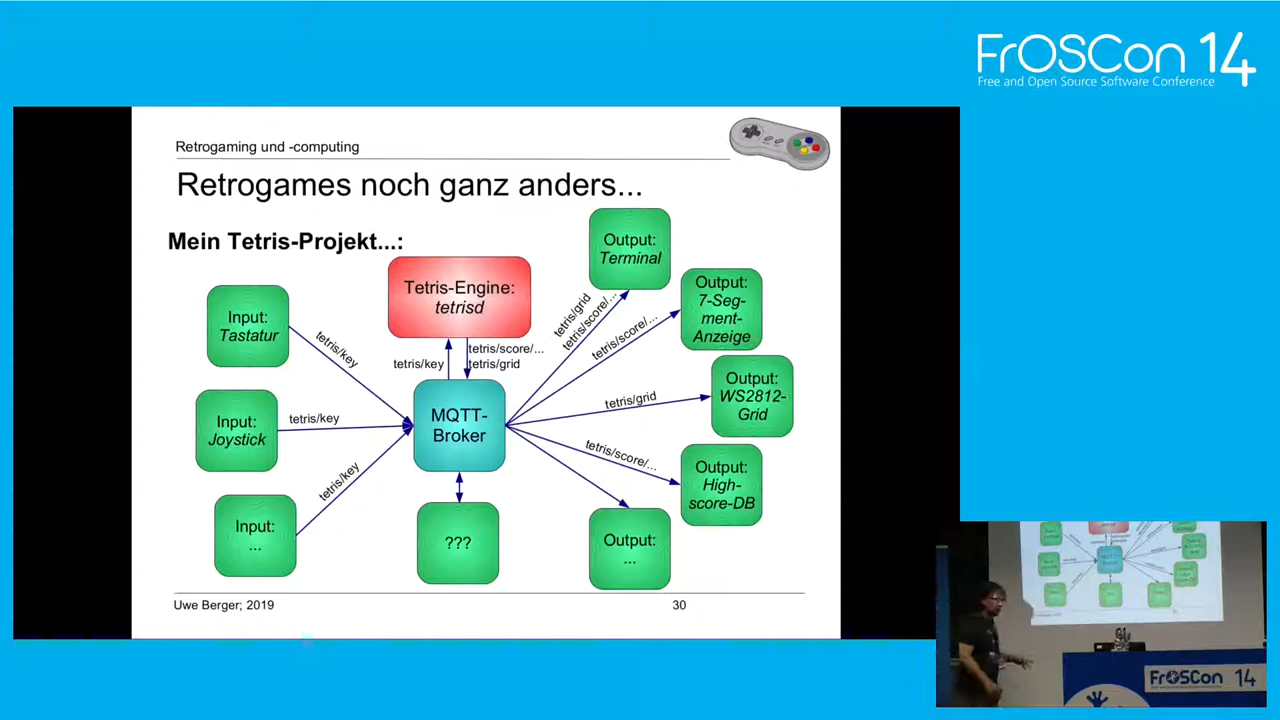 FrOSCon 14
Free and Open Source Software Conference
Retrogaming und -computing
Retrogames noch ganz anders...
Mein Tetris-Projekt...:
Output:
Terminal
Tetris-Engine:
tetrisd
Output:
7-Seg-
ment-
Anzeige
Input:
Tastatur
tetris/key
tetris/key
tetris/score/...
tetris/grid
tetris/grid
tetris/score/...
tetris/score/...
Output:
WS2812-
Grid
tetris/grid
Input:
Joystick
tetris/key
MQTT-
Broker
tetris/score/...
Output:
High-
score-DB
tetris/key
Input:
...
???
Output:
...
Uwe Berger; 2019
30
FrOSCon 14